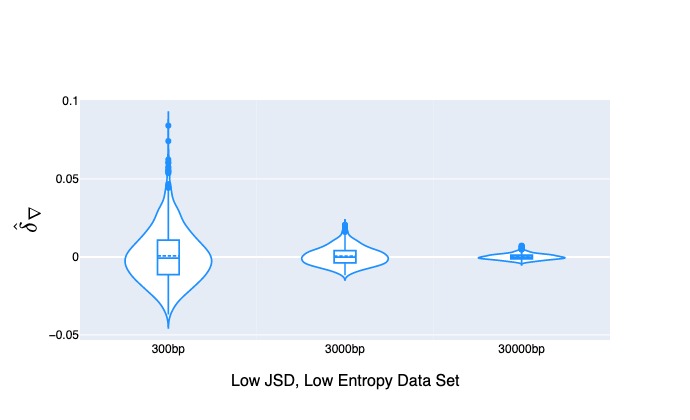 0.1
0.05
0
−0.05
δ̂∇
300bp
3000bp
30000bp
Low JSD, Low Entropy Data Set